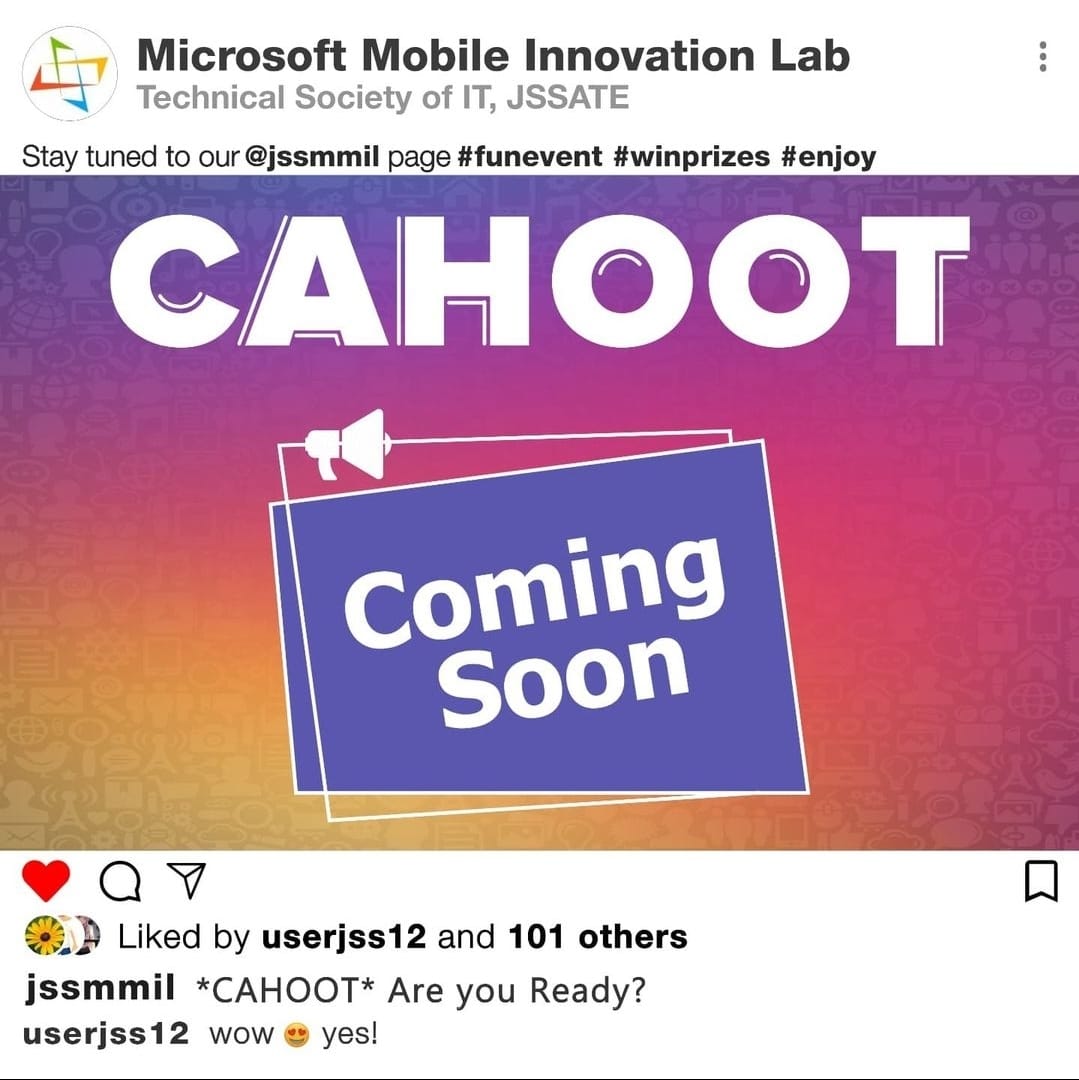 Microsoft Mobile Innovation Lab
Technical Society of IT, JSSATE
Stay tuned to our @jssmmil page #funevent #winprizes #enjoy
CAHOOT
Coming
Soon
Liked by userjss12 and 101 others
jssmmil *CAHOOT* Are you Ready?
userjss12 wow 😍 yes!